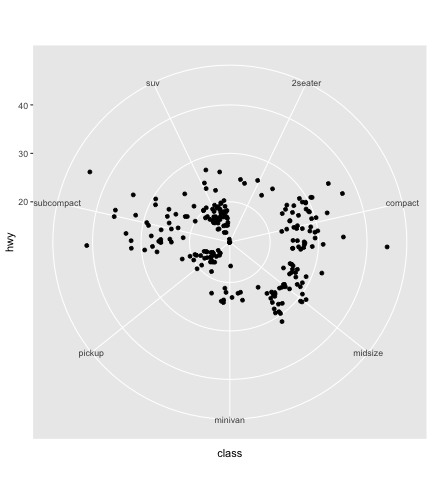 suv
2seater
40
30
20
subcompact
compact
hwy
pickup
midsize
minivan
class